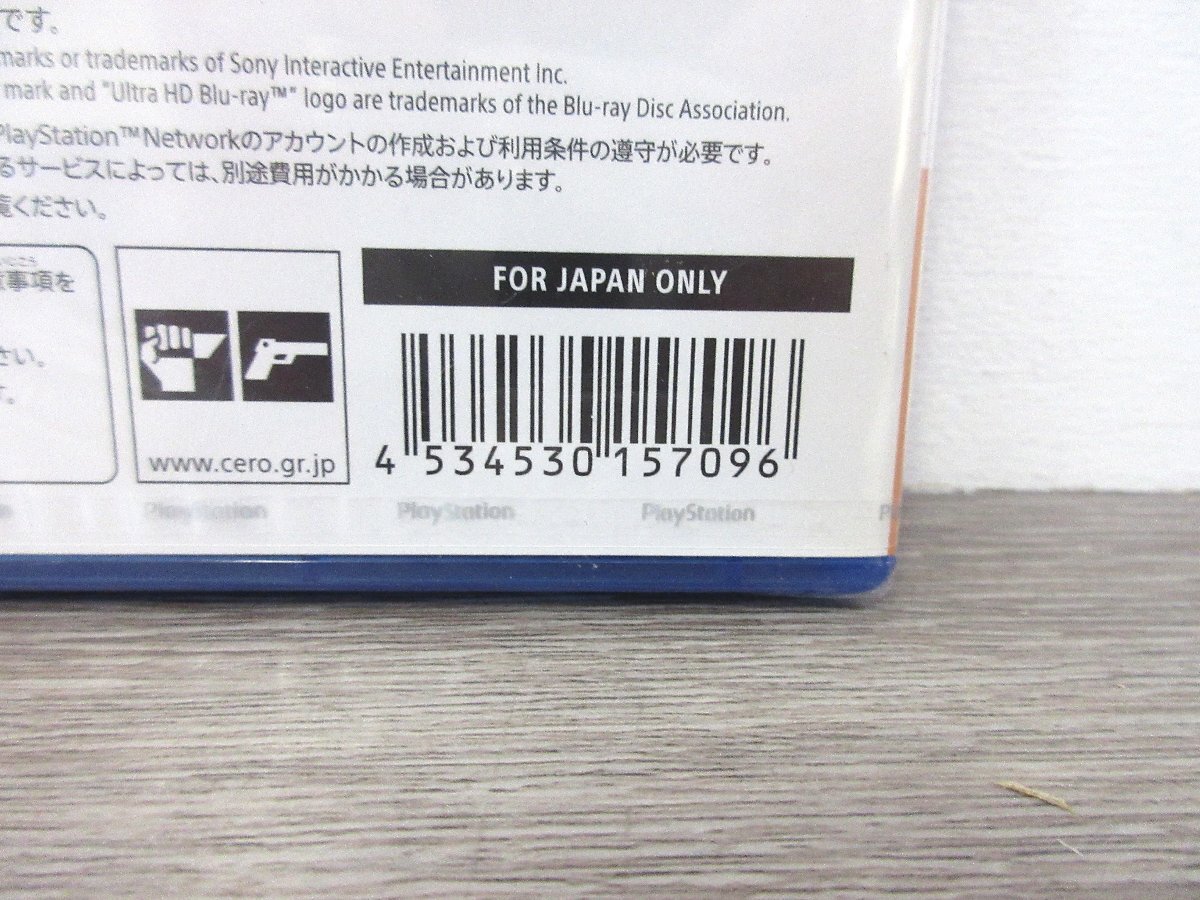 です。
marks or trademarks of Sony Interactive Entertainment Inc.
mark and "Ultra HD Blu-ray™" logo are trademarks of the Blu-ray Disc Association.
PlayStation™Networkのアカウントの作成および利用条件の遵守が必要です。
るサービスによっては、別途費用がかかる場合があります。
覧ください。
事項を
さい。
す。
FOR JAPAN ONLY
www.cero.gr.jp
4 534530 157096
PlayStation PlayStation PlayStation